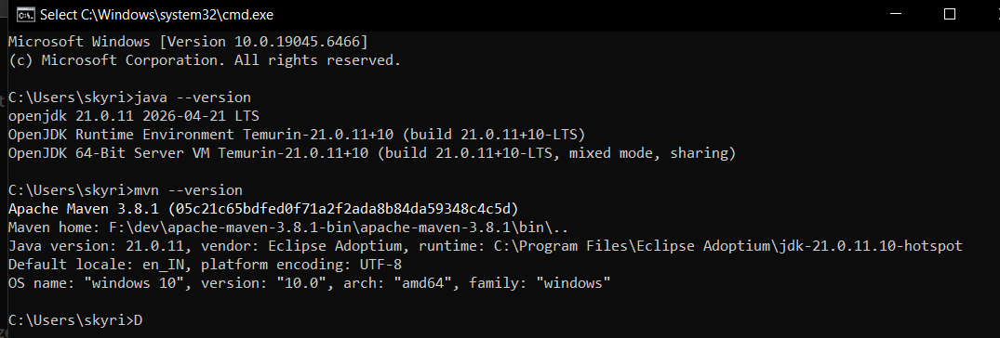 Select C:\Windows\system32\cmd.exe
Microsoft Windows [Version 10.0.19045.6466]
(c) Microsoft Corporation. All rights reserved.
C:\Users\skyri>java --version
openjdk 21.0.11 2026-04-21 LTS
OpenJDK Runtime Environment Temurin-21.0.11+10 (build 21.0.11+10-LTS)
OpenJDK 64-Bit Server VM Temurin-21.0.11+10 (build 21.0.11+10-LTS, mixed mode, sharing)
C:\Users\skyri>mvn --version
Apache Maven 3.8.1 (05c21c65bdfed0f71a2f2ada8b84da59348c4c5d)
Maven home: F:\dev\apache-maven-3.8.1-bin\apache-maven-3.8.1\bin\..
Java version: 21.0.11, vendor: Eclipse Adoptium, runtime: C:\Program Files\Eclipse Adoptium\jdk-21.0.11.10-hotspot
Default locale: en_IN, platform encoding: UTF-8
OS name: "windows 10", version: "10.0", arch: "amd64", family: "windows"
C:\Users\skyri>D